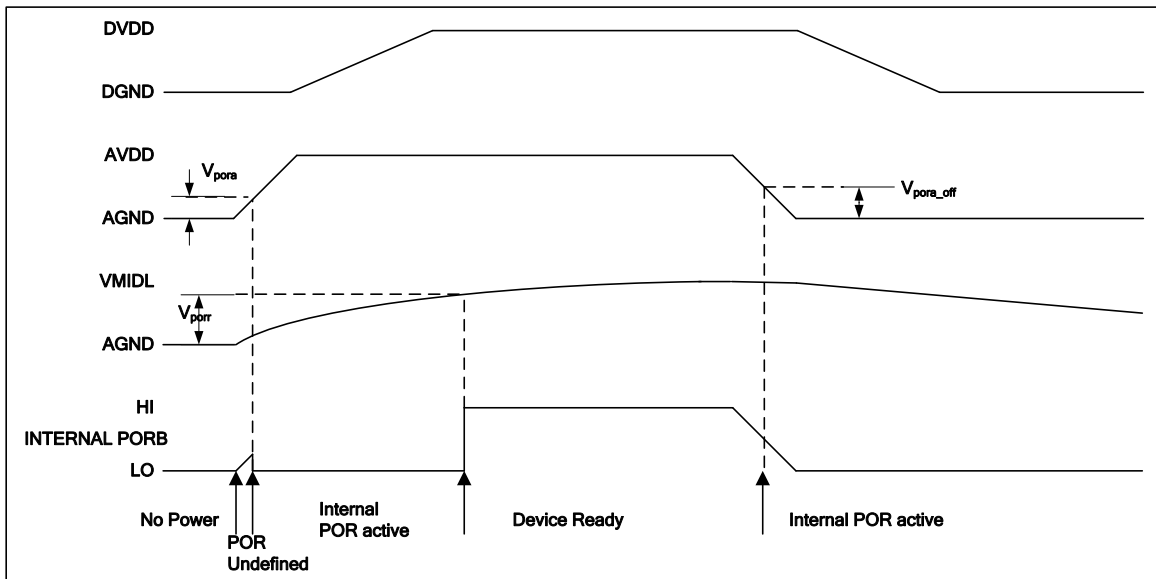 DVDD
DGND
AVDD
Vpora
Vpora_off
AGND
VMIDL
Vporr
AGND
HI
INTERNAL PORB
LO
No Power
POR
Undefined
Internal
POR active
Device Ready
Internal POR active